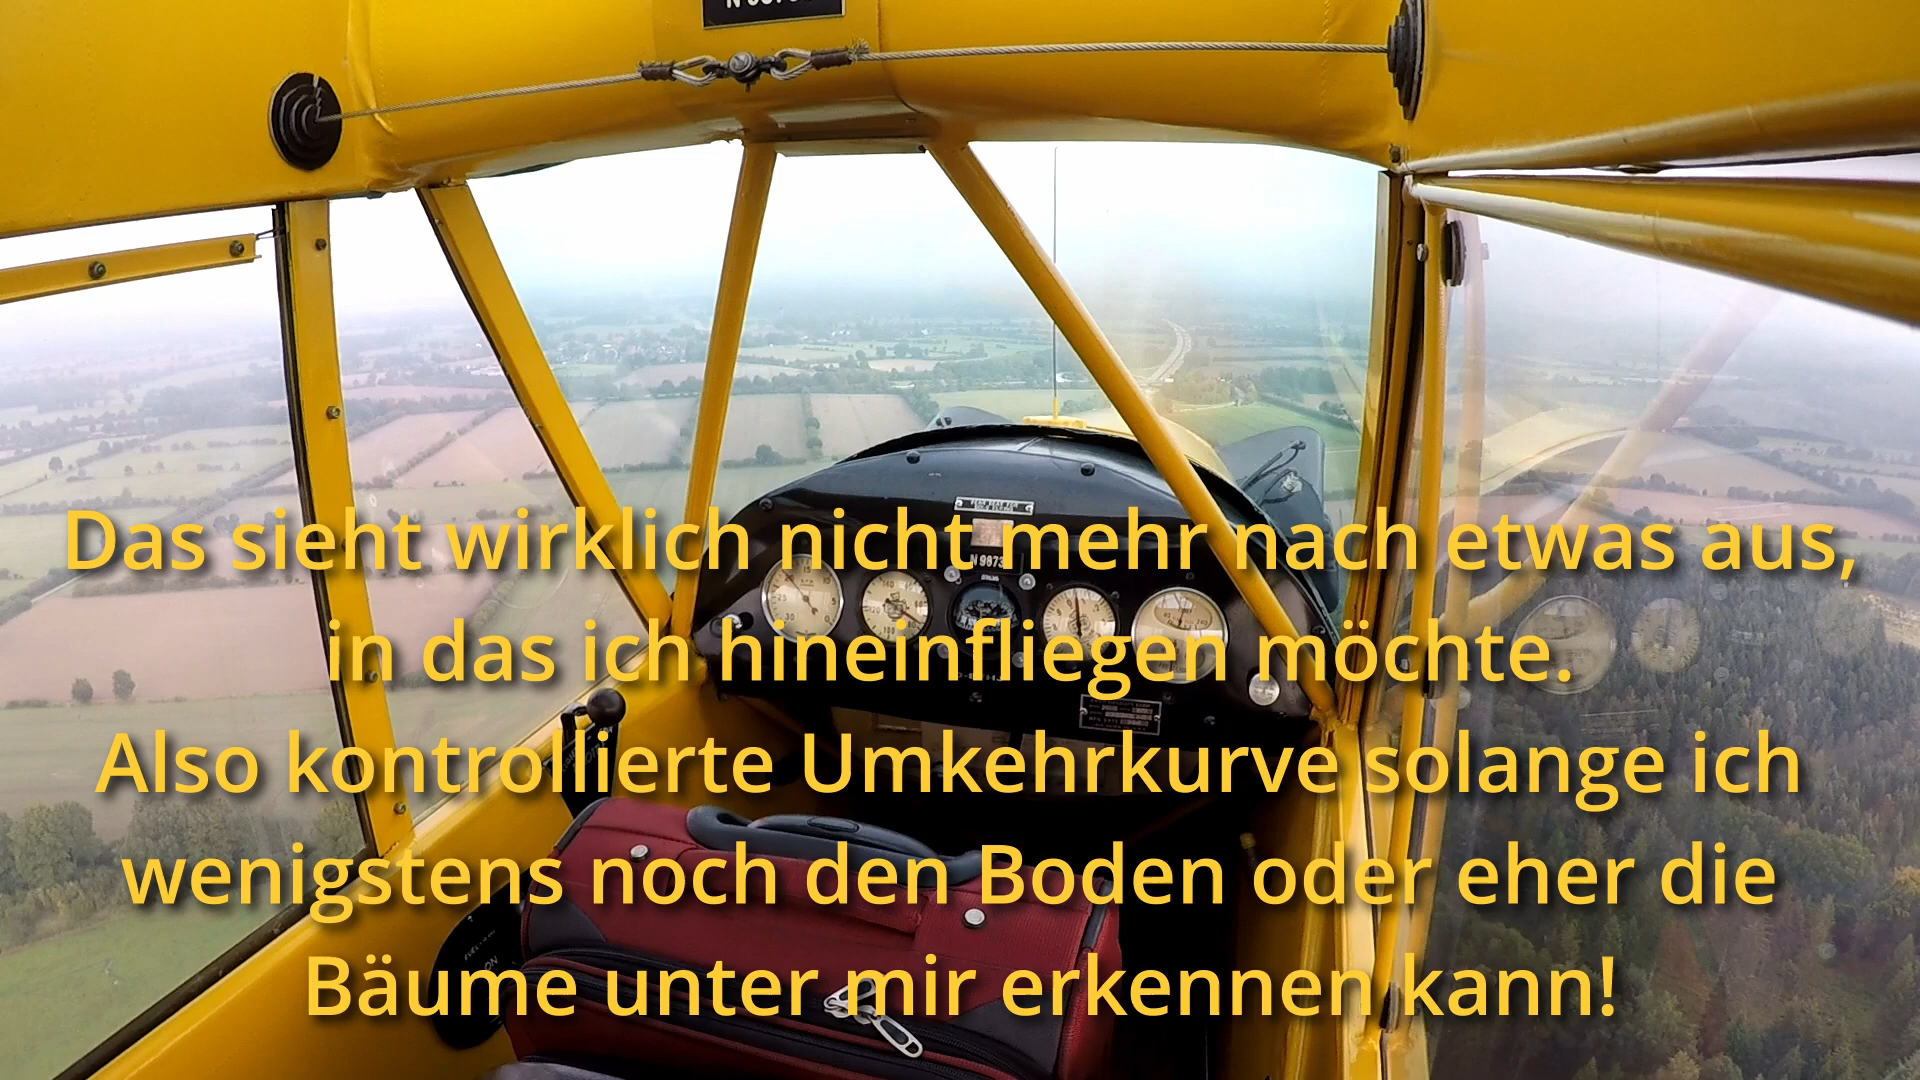 Das sieht wirklich nicht mehr nach etwas aus,
in das ich hineinfliegen möchte.
Also kontrollierte Umkehrkurve solange ich
wenigstens noch den Boden oder eher die
Bäume unter mir erkennen kann!